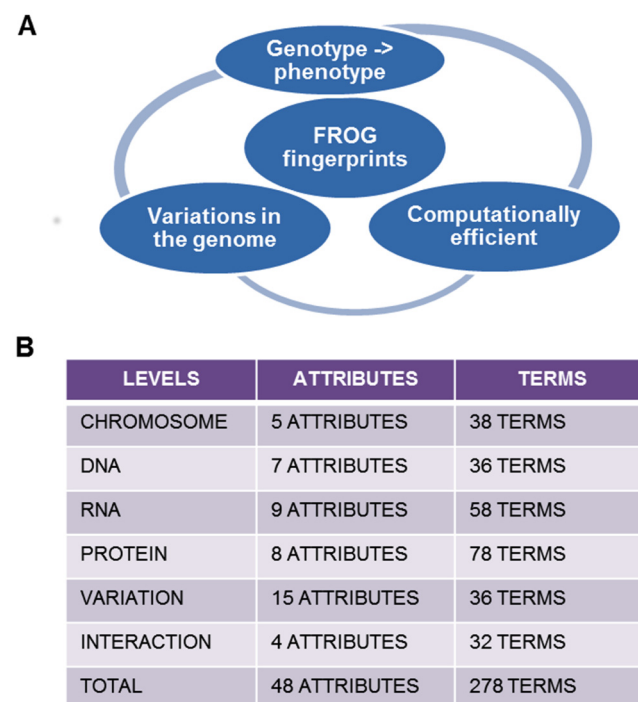 A
Genotype ->
phenotype
FROG
fingerprints
Variations in
the genome
Computationally
efficient
B
LEVELS ATTRIBUTES TERMS
CHROMOSOME 5 ATTRIBUTES 38 TERMS
DNA 7 ATTRIBUTES 36 TERMS
RNA 9 ATTRIBUTES 58 TERMS
PROTEIN 8 ATTRIBUTES 78 TERMS
VARIATION 15 ATTRIBUTES 36 TERMS
INTERACTION 4 ATTRIBUTES 32 TERMS
TOTAL 48 ATTRIBUTES 278 TERMS